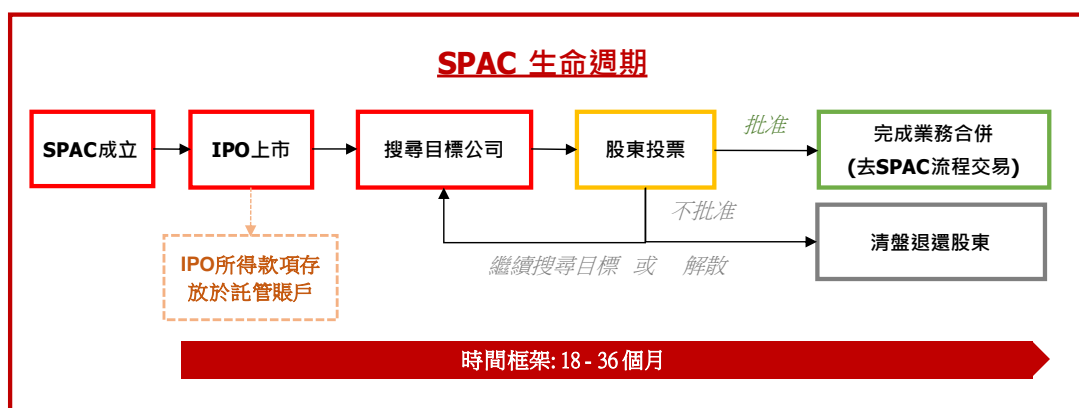 SPAC 生命週期
SPAC成立
IPO上市
搜尋目標公司
股東投票
批准
完成業務合併
(去SPAC流程交易)
不批准
清盤退還股東
繼續搜尋目標 或 解散
IPO所得款項存
放於託管賬戶
時間框架: 18 - 36 個月